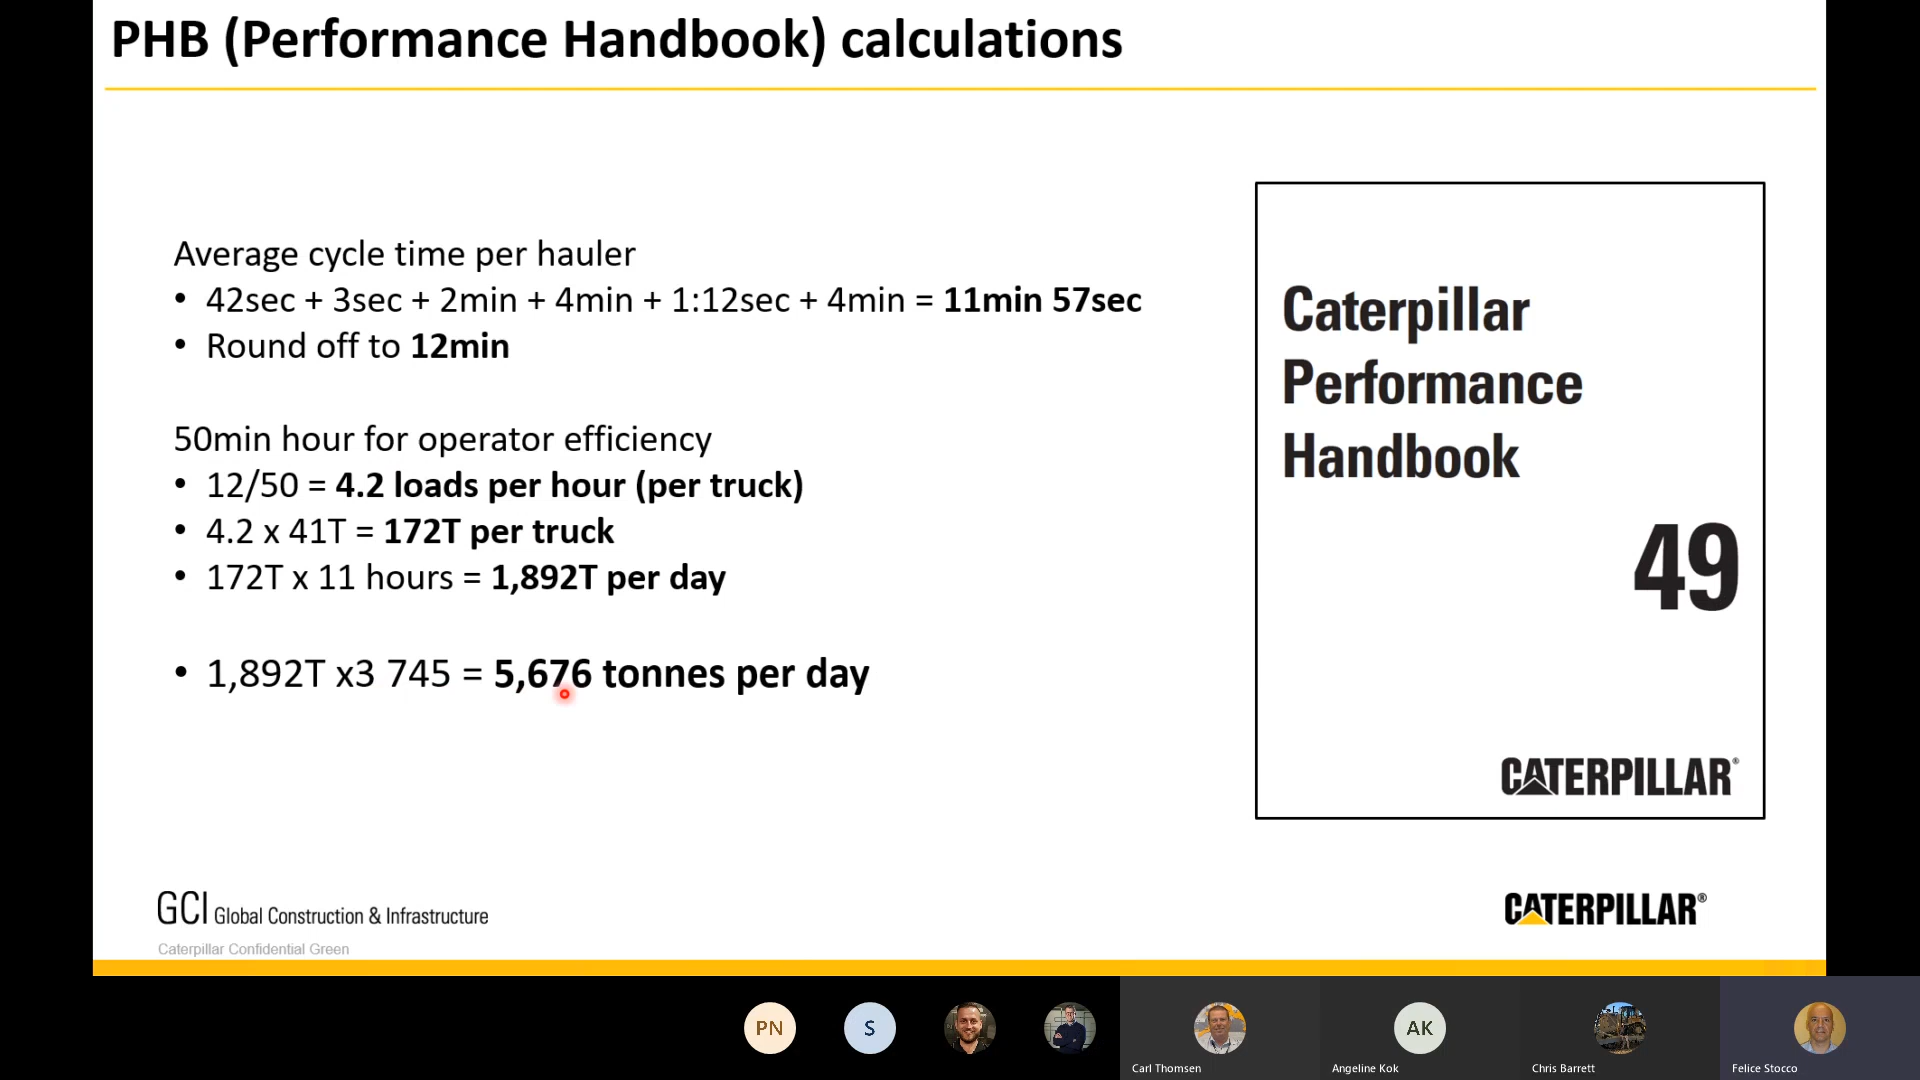 PHB (Performance Handbook) calculations
Average cycle time per hauler
• 42sec + 3sec + 2min + 4min + 1:12sec + 4min = 11min 57sec
• Round off to 12min
50min hour for operator efficiency
• 12/50 = 4.2 loads per hour (per truck)
• 4.2 x 41T = 172T per truck
• 172T x 11 hours = 1,892T per day
• 1,892T x3 745 = 5,676 tonnes per day
Caterpillar
Performance
Handbook
49
CATERPILLAR®
GCI Global Construction & Infrastructure
Caterpillar Confidential Green
CATERPILLAR®
PN
S
AK
Carl Thomsen
Angeline Kok
Chris Barrett
Felice Stocco